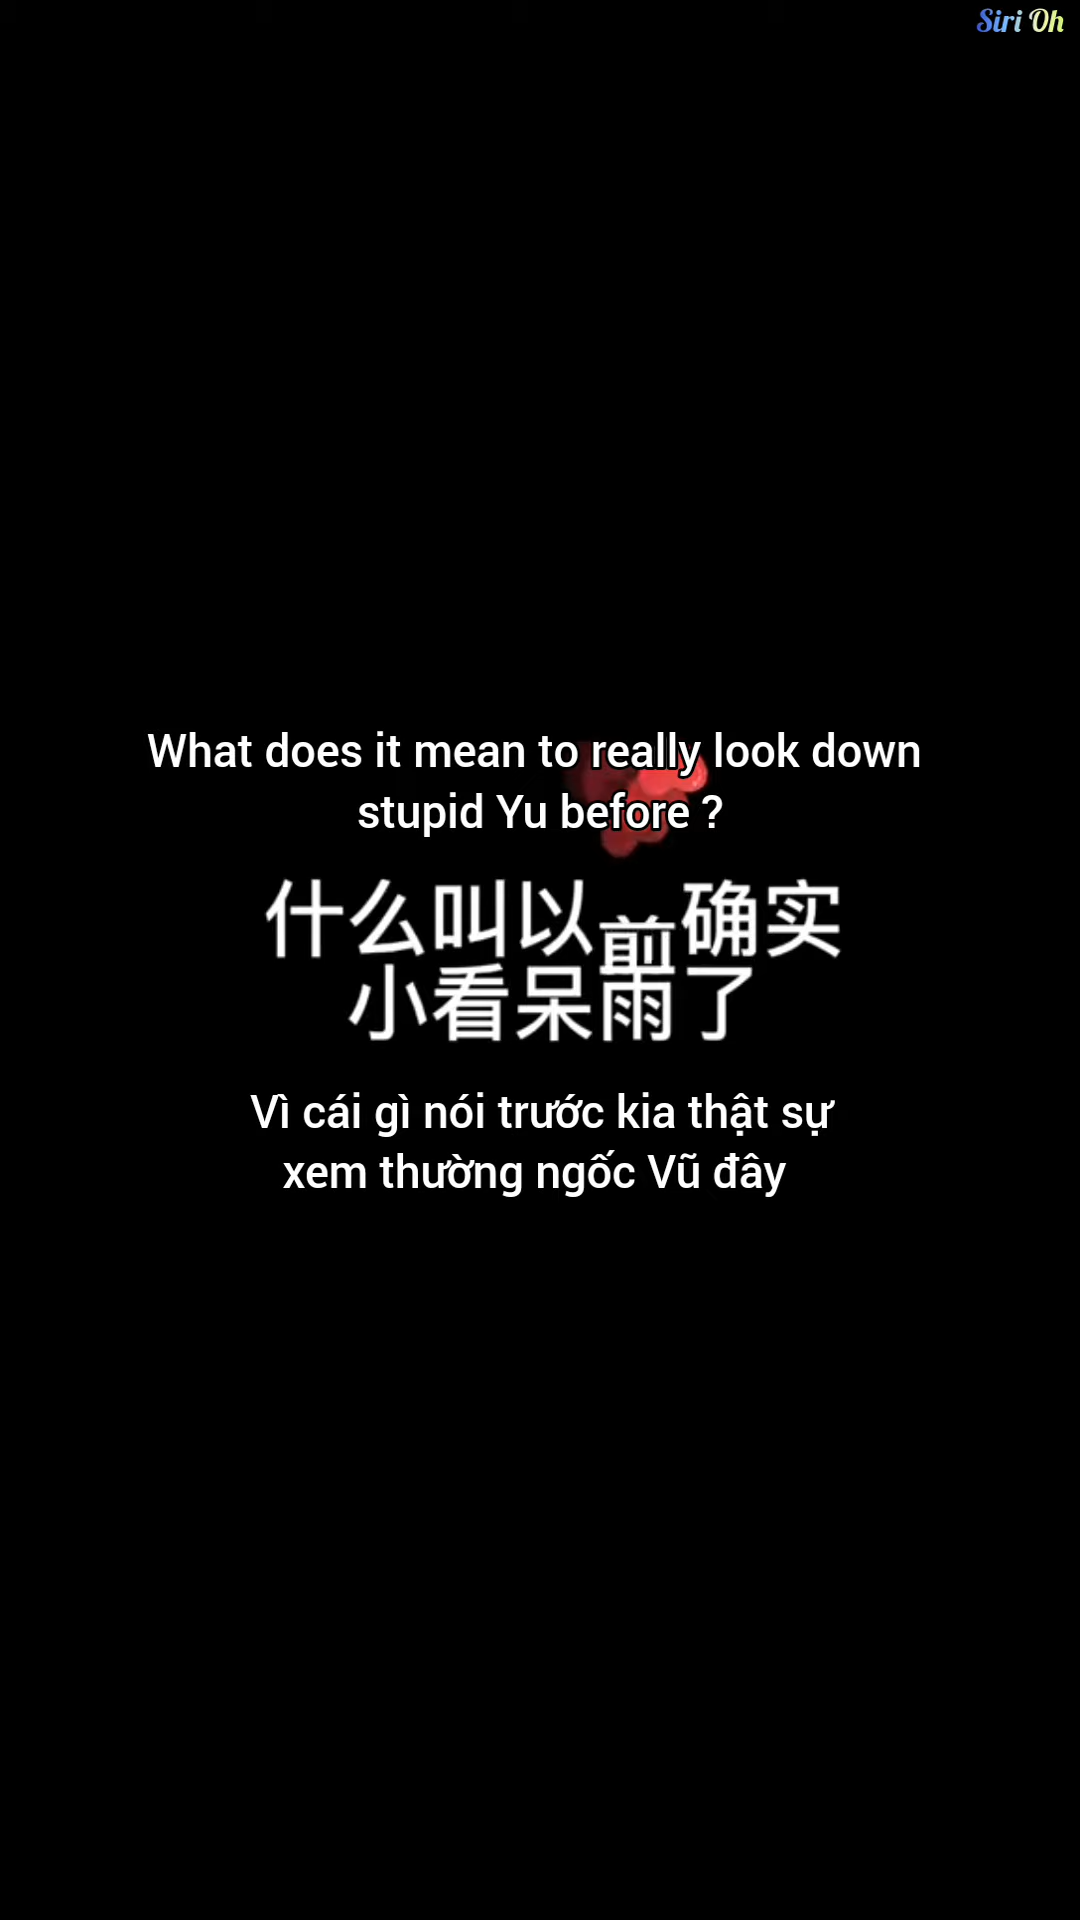 Siri Oh
What does it mean to really look down
stupid Yu before ?
什么叫以前确实
小看呆雨了
Vì cái gì nói trước kia thật sự
xem thường ngốc Vũ đây